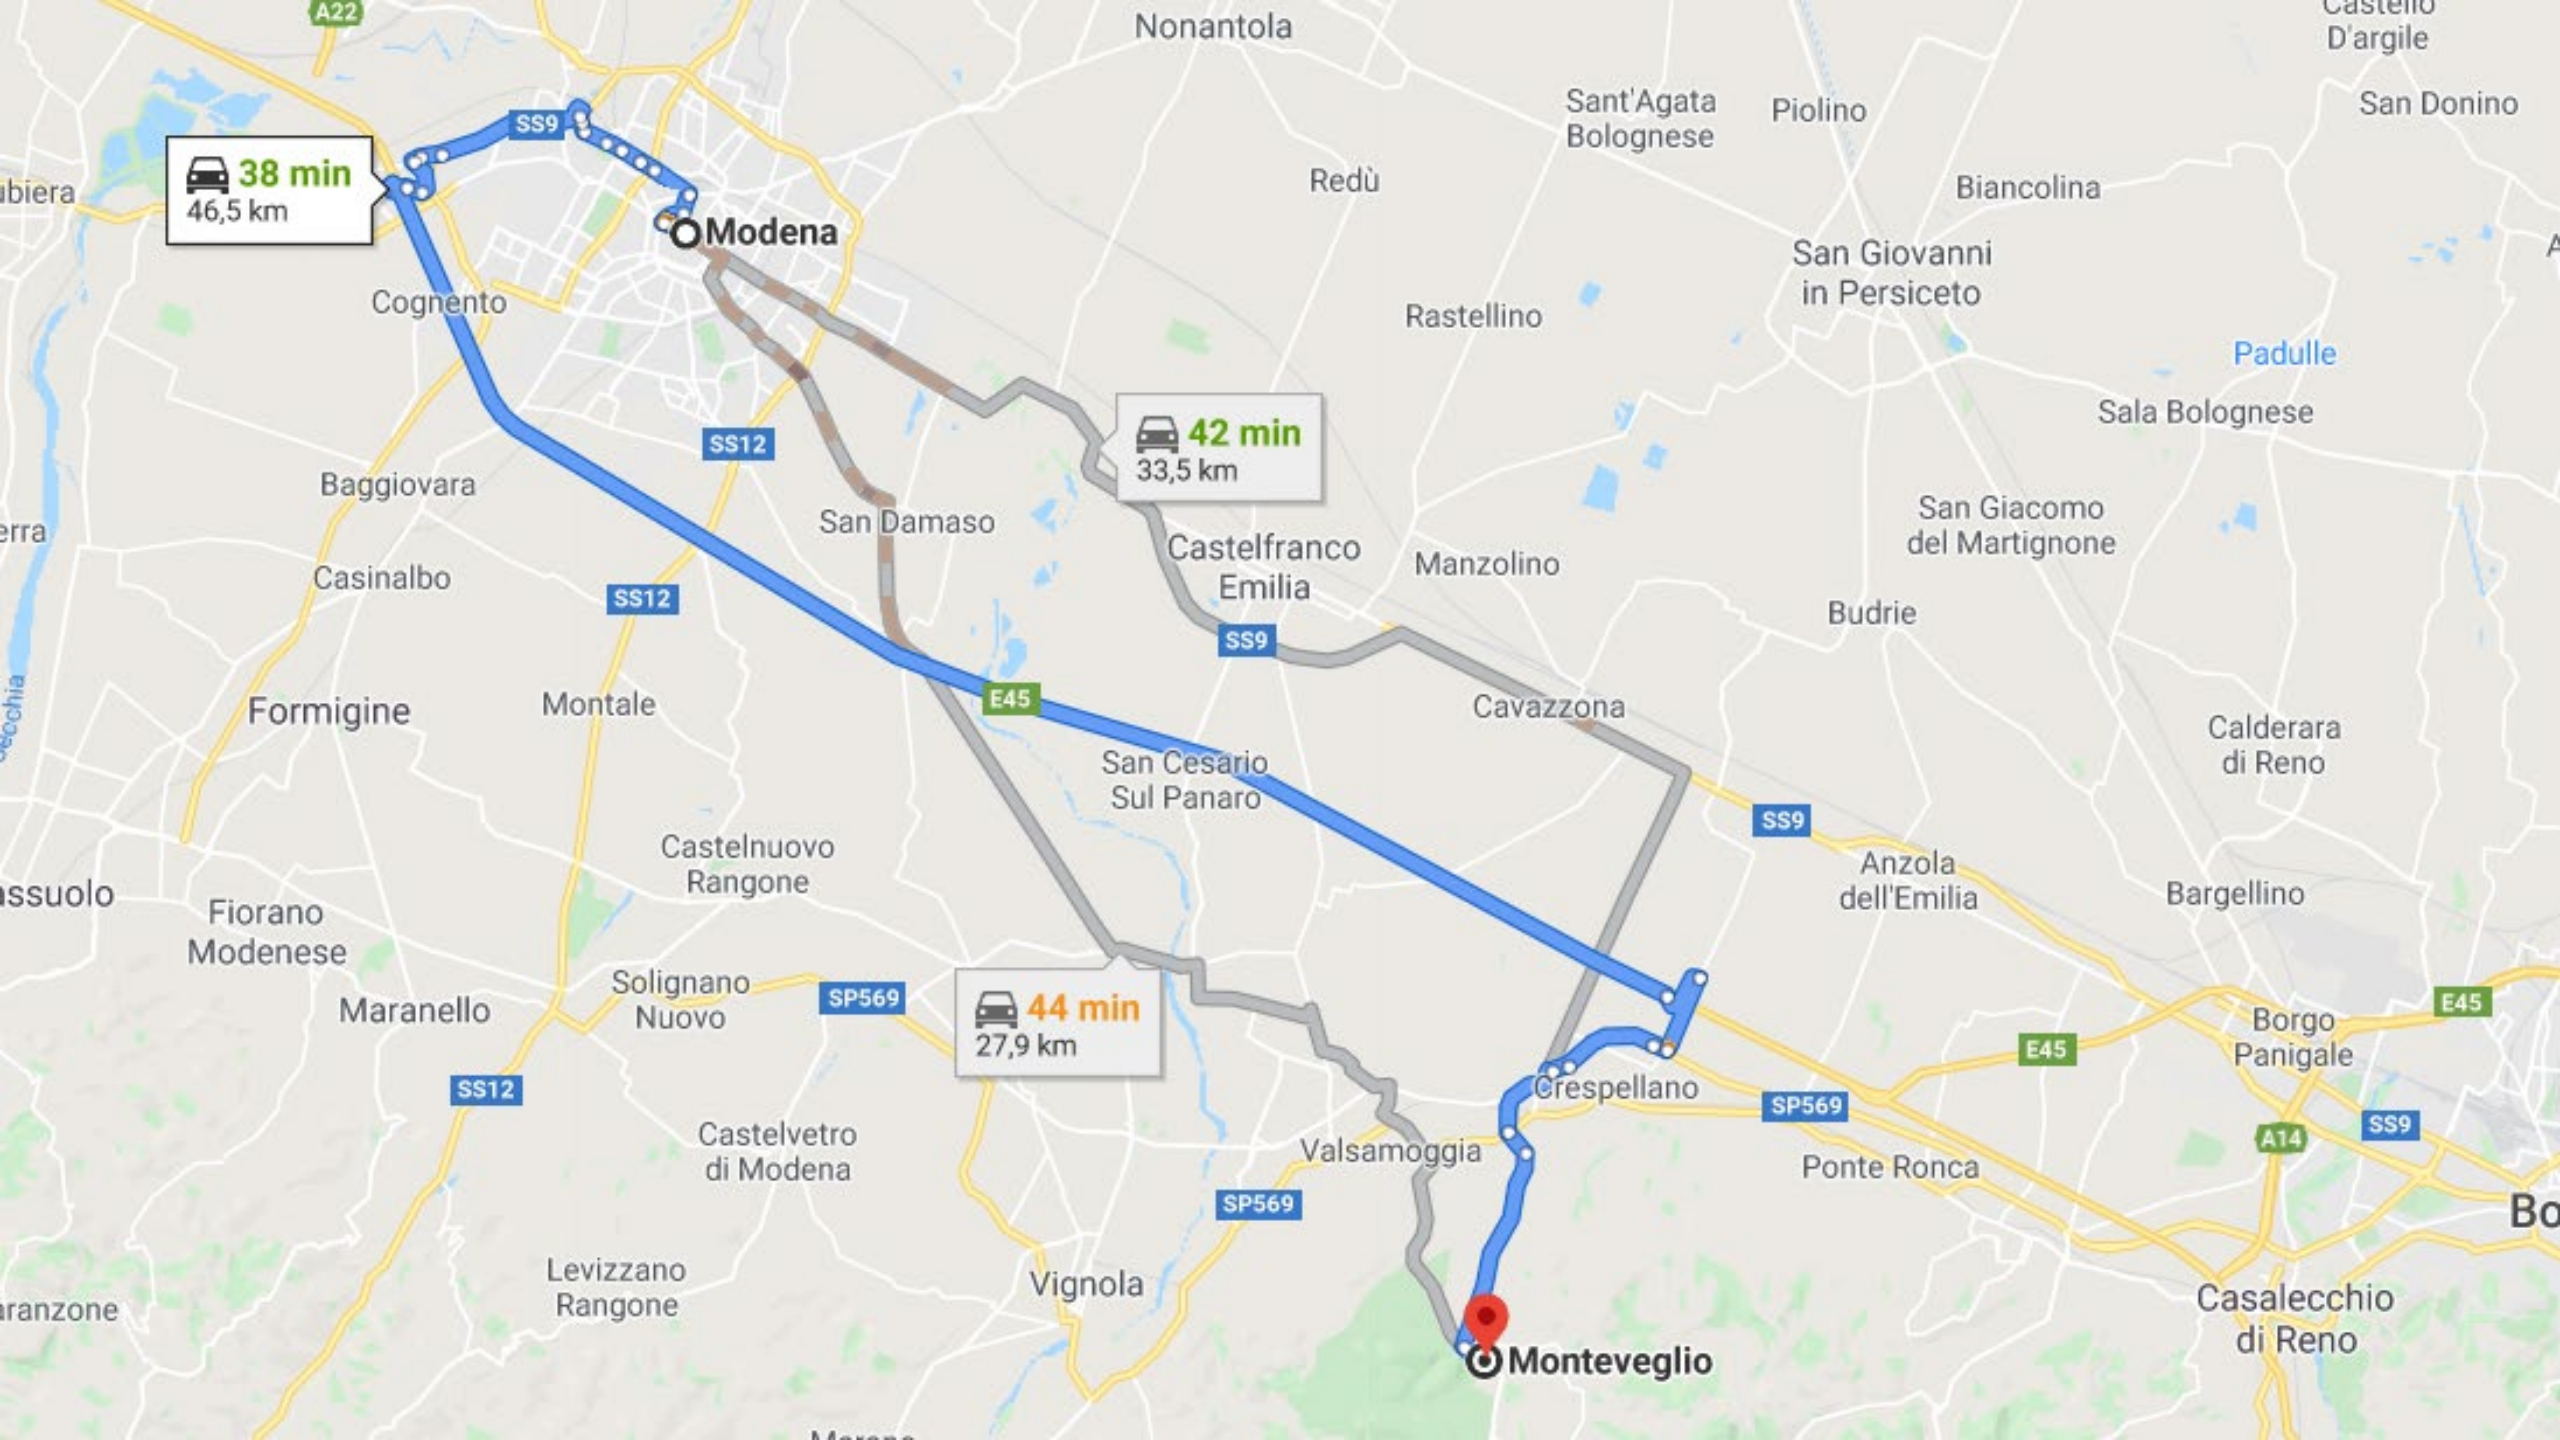 A22
Nonantola
Castello
D'argile
Sant'Agata
Bolognese
Piolino
San Donino
SS9
38 min
46,5 km
Redù
Biancolina
Modena
San Giovanni
in Persiceto
Cognento
Rastellino
Padulle
Sala Bolognese
42 min
33,5 km
SS12
Baggiovara
San Damaso
San Giacomo
del Martignone
Castelfranco
Emilia
Manzolino
Casinalbo
SS12
Budrie
SS9
E45
Formigine
Montale
Cavazzona
Calderara
di Reno
San Cesario
Sul Panaro
SS9
Castelnuovo
Rangone
Anzola
dell'Emilia
Bargellino
assuolo
Fiorano
Modenese
Solignano
Nuovo
SP569
Maranello
44 min
27,9 km
E45
Borgo
Panigale
E45
SS12
Crespellano
SP569
SS9
A14
Castelvetro
di Modena
Valsamoggia
Ponte Ronca
SP569
Bo
Levizzano
Rangone
Vignola
aranzone
Casalecchio
di Reno
Monteveglio
ubiera
erra
ecchia